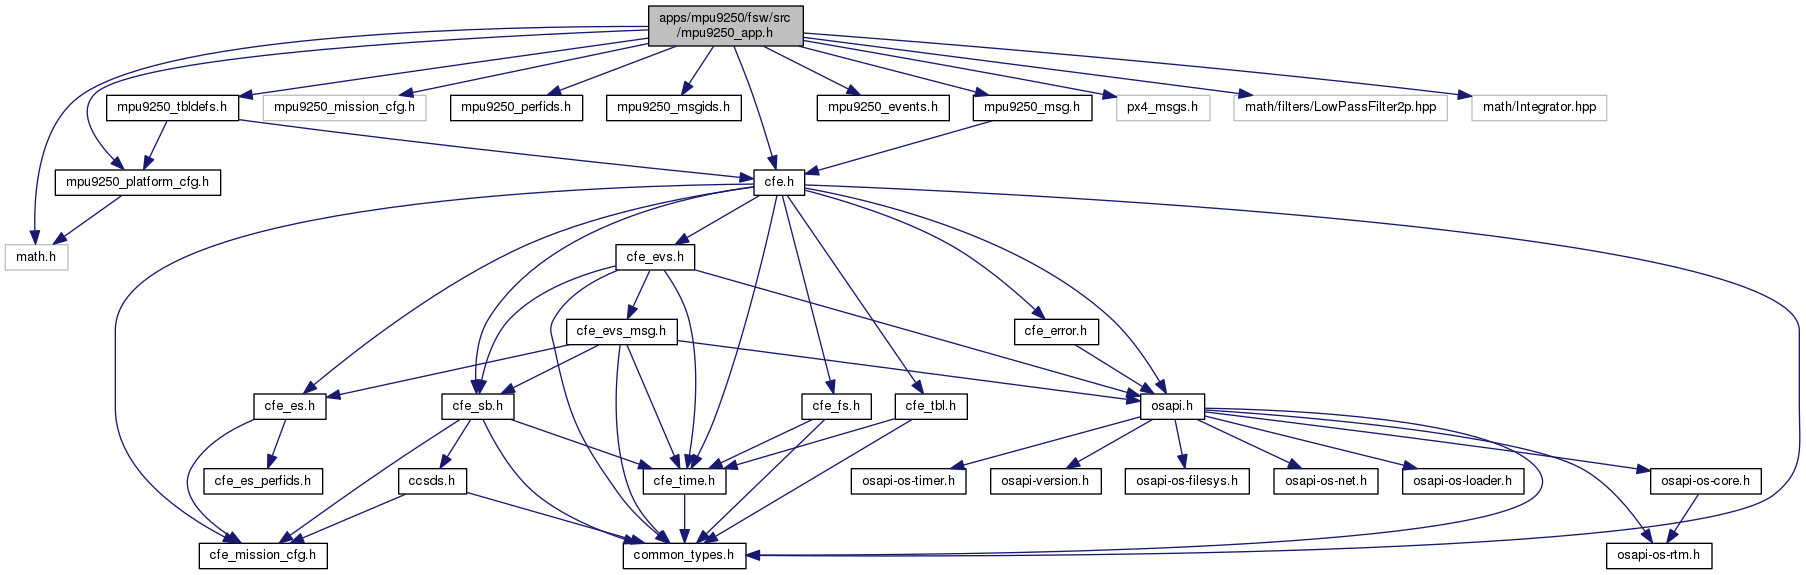 apps/mpu9250/fsw/src
/mpu9250_app.h
mpu9250_tbldefs.h
mpu9250_mission_cfg.h
mpu9250_perfids.h
mpu9250_msgids.h
mpu9250_events.h
mpu9250_msg.h
px4_msgs.h
math/filters/LowPassFilter2p.hpp
math/Integrator.hpp
mpu9250_platform_cfg.h
cfe.h
math.h
cfe_evs.h
cfe_evs_msg.h
cfe_error.h
cfe_es.h
cfe_sb.h
cfe_fs.h
cfe_tbl.h
osapi.h
cfe_es_perfids.h
ccsds.h
cfe_time.h
osapi-os-timer.h
osapi-version.h
osapi-os-filesys.h
osapi-os-net.h
osapi-os-loader.h
osapi-os-core.h
cfe_mission_cfg.h
common_types.h
osapi-os-rtm.h